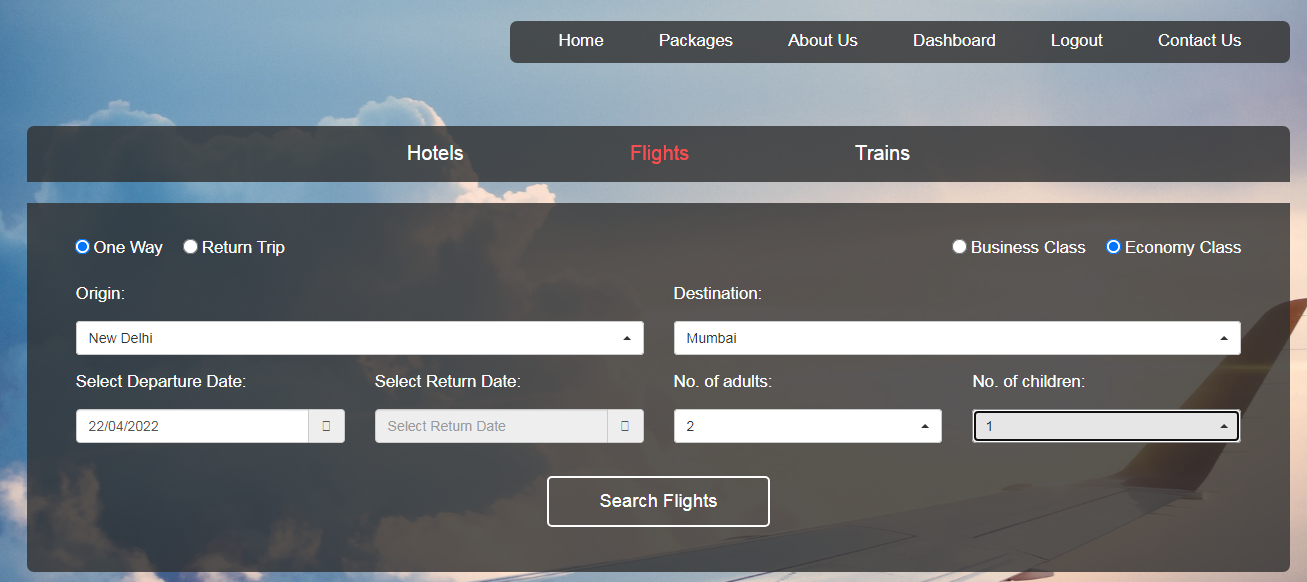 Home Packages About Us Dashboard Logout Contact Us
Hotels Flights Trains
One Way Return Trip Business Class Economy Class
Origin: Destination:
New Delhi Mumbai
Select Departure Date: Select Return Date: No. of adults: No. of children:
22/04/2022 Select Return Date 2 1
Search Flights